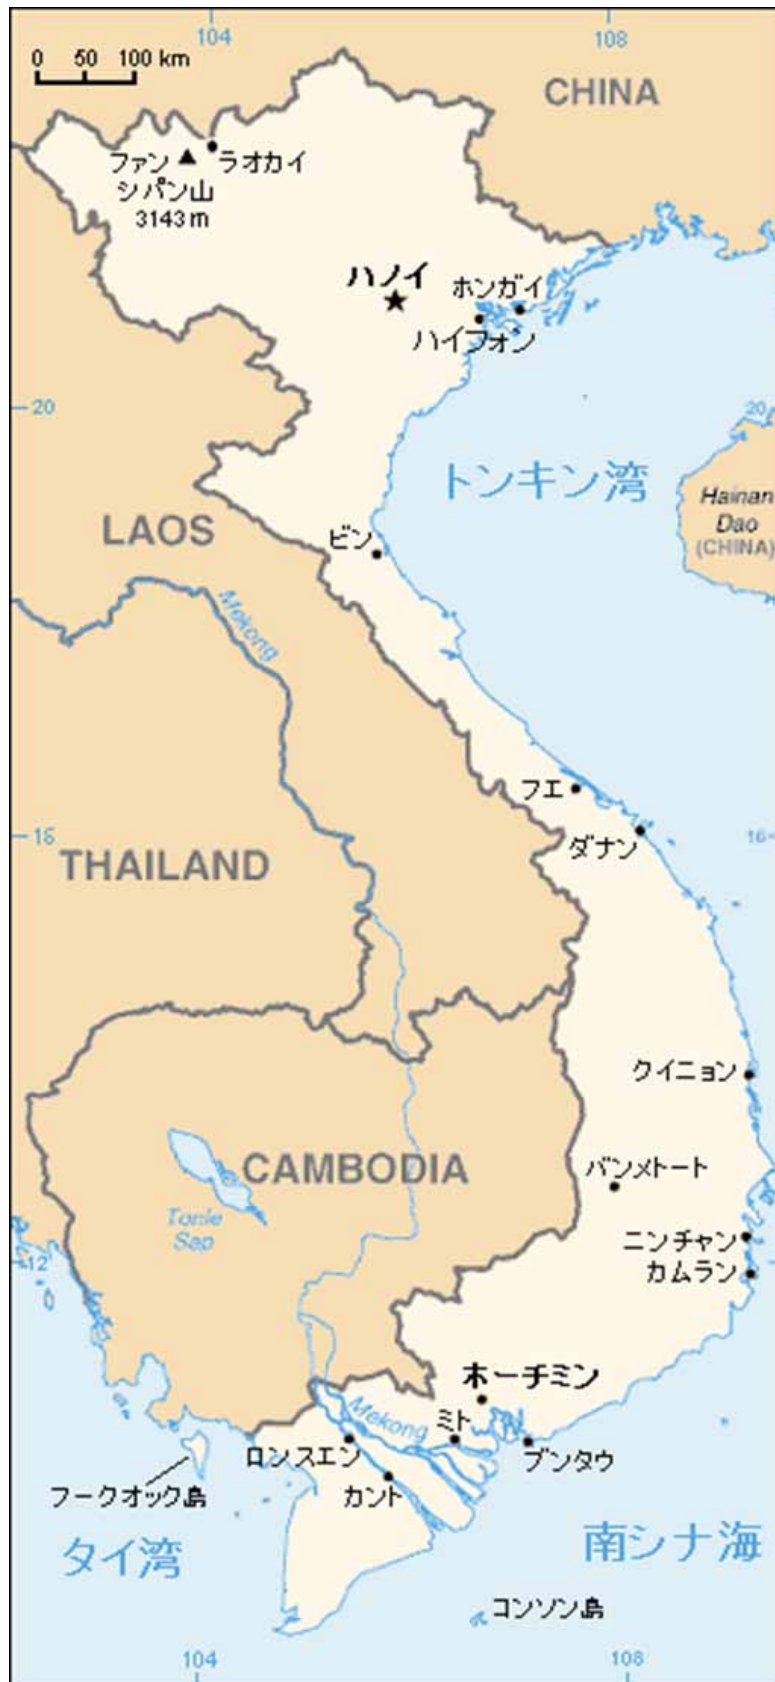 104
108
0 50 100 km
CHINA
ファン
シパン山
3143 m
ラオカイ
ハノイ
ホンガイ
ハイフォン
20
20
トンキン湾
Hainan
Dao
(CHINA)
LAOS
ビン
Mekong
フエ
16
16
ダナン
THAILAND
クイニョン
CAMBODIA
バンメトート
Tonle
Sap
ニンチャン
12
カムラン
ホーチミン
Mekong
ミト
ロンスエン
ブンタウ
カント
フークオック島
タイ湾
南シナ海
コンソン島
104
108